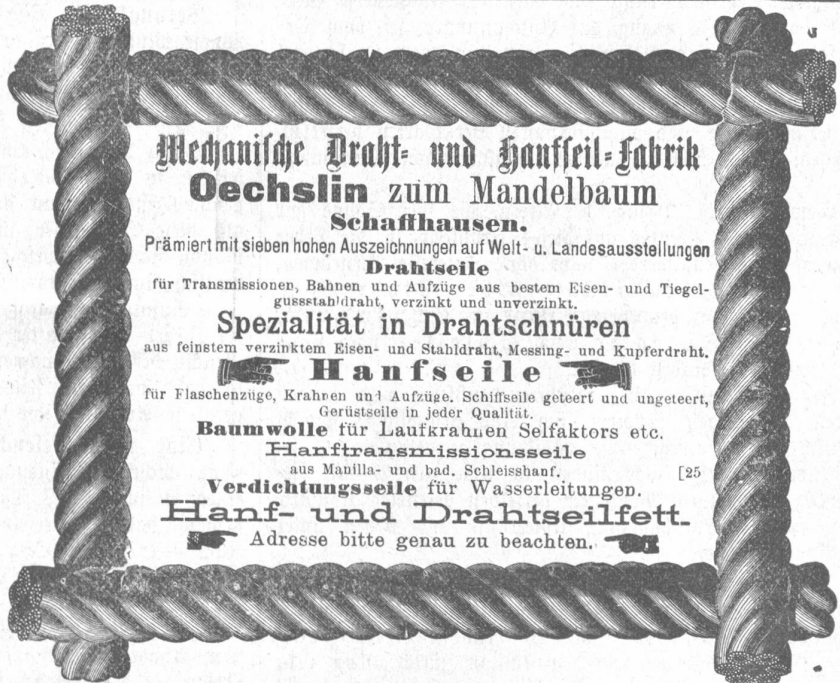 Mechanische Draht- und Hanfseil-Fabrik
Oechslin zum Mandelbaum
Schaffhausen.
Prämiert mit sieben hohen Auszeichnungen auf Welt- u. Landesausstellungen
Drahtseile
für Transmissionen, Bahnen und Aufzüge aus bestem Eisen- und Tiegel-
gussstahldraht, verzinkt und unverzinkt.
Spezialität in Drahtschnüren
aus feinstem verzinktem Eisen- und Stahldraht, Messing- und Kupferdraht.
Hanfseile
für Flaschenzüge, Krahnen und Aufzüge. Schiffseile geteert und ungeteert,
Gerüstseile in jeder Qualität.
Baumwolle für Laufkrahnen Selfaktors etc.
Hanftransmissionsseile
aus Manilla- und bad. Schleisshanf. [25
Verdichtungsseile für Wasserleitungen.
Hanf- und Drahtseilfett.
Adresse bitte genau zu beachten.